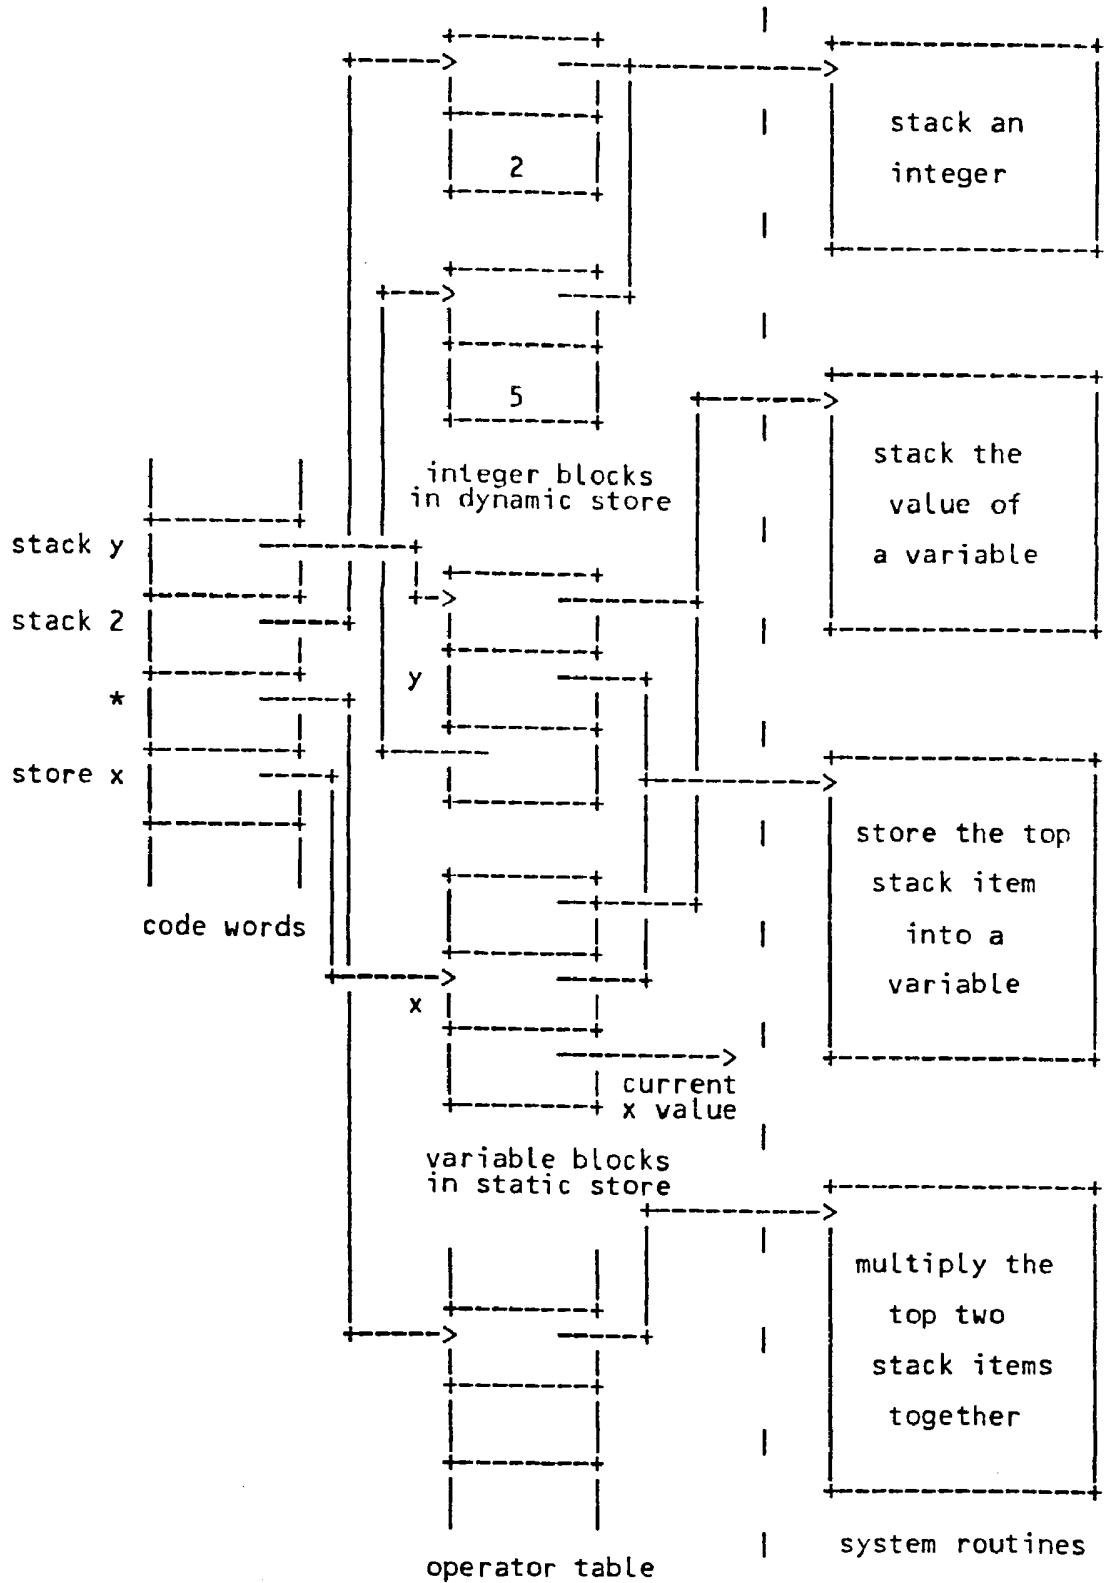 stack an
integer
2
5
integer blocks
in dynamic store
stack the
value of
a variable
stack y
stack 2
*
store x
code words
y
x
current
x value
variable blocks
in static store
store the top
stack item
into a
variable
multiply the
top two
stack items
together
operator table
system routines